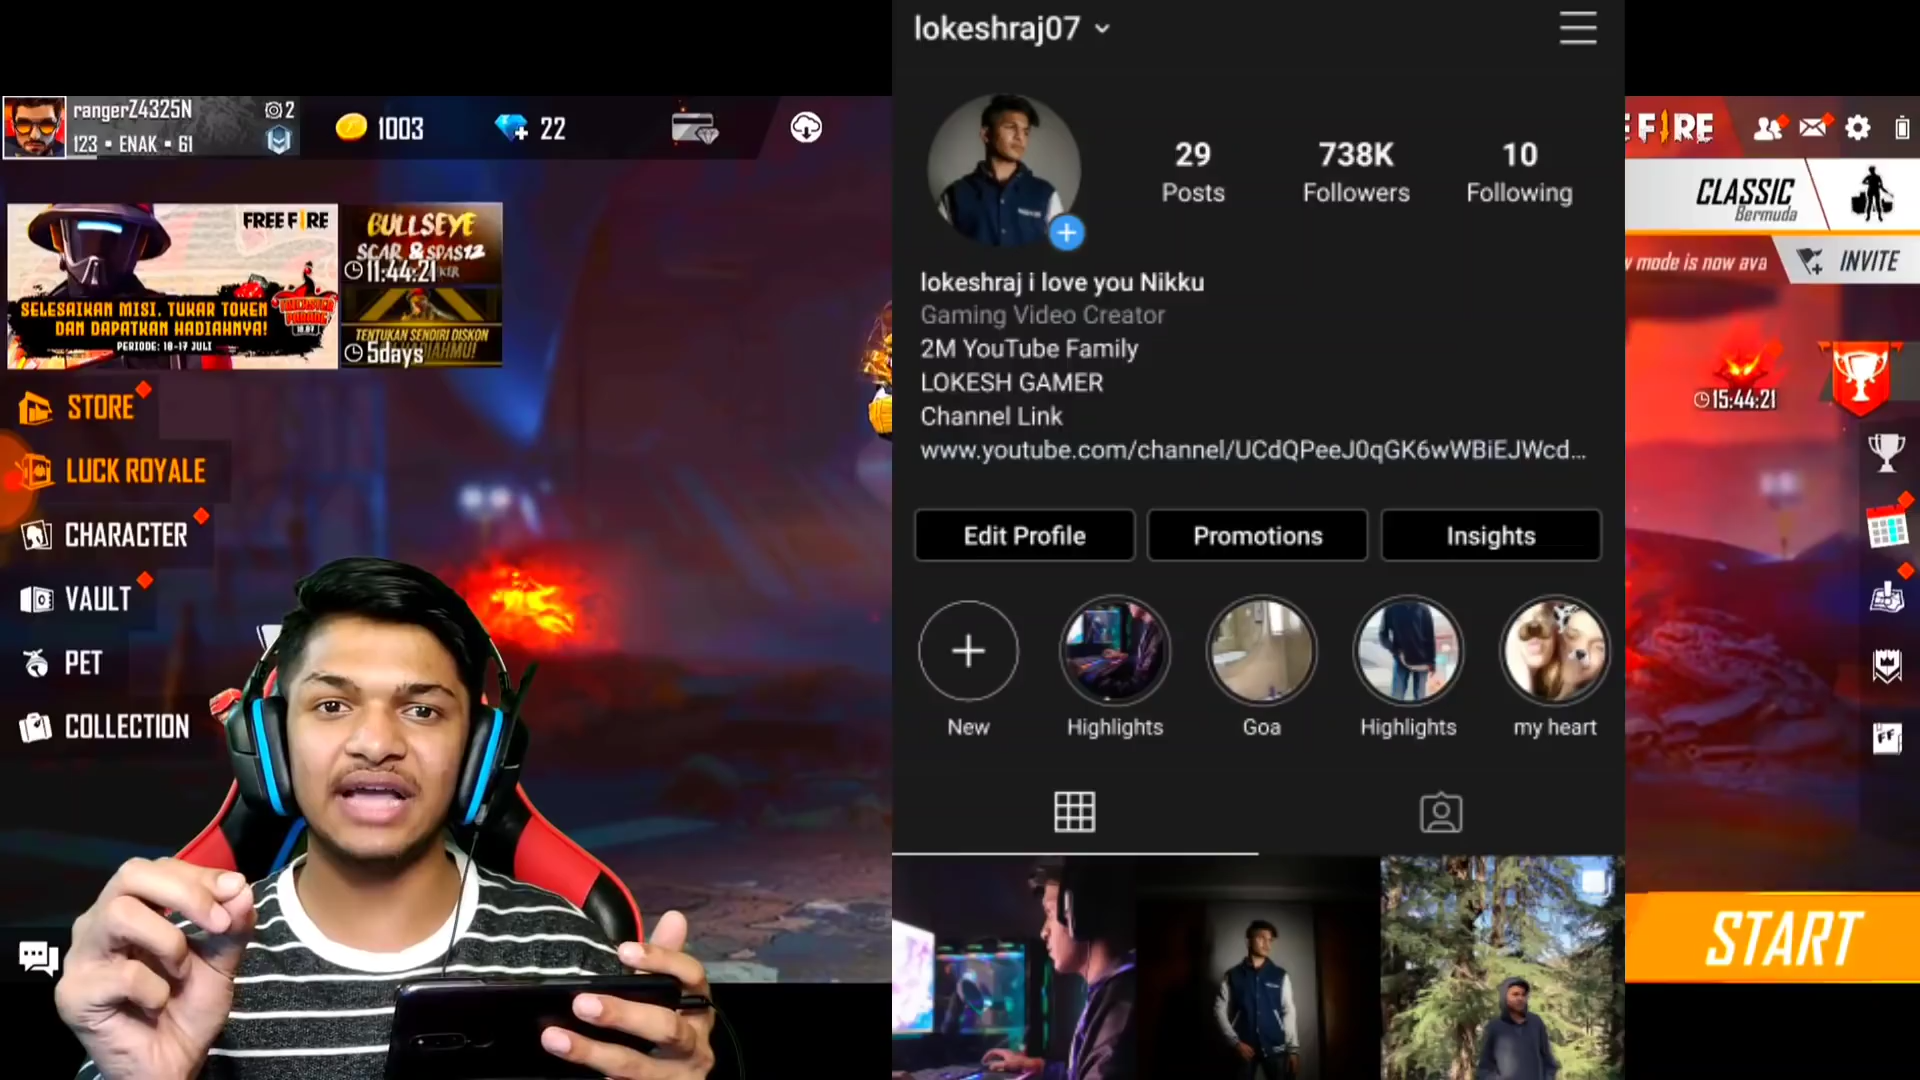 rangerZ4325N
2
123 • ENAK • 61
1003
22
FREE FIRE
SELESAIKAN MISI, TUKAR TOKEN
DAN DAPATKAN HADIAHNYA!
PERIODE: 10-17 JULI
BULLSEYE
SCAR & SPAS12
11:44:21
TENTUKAN SENDIRI DISKON
5days
STORE
LUCK ROYALE
CHARACTER
VAULT
PET
COLLECTION
lokeshraj07
29
Posts
738K
Followers
10
Following
lokeshraj i love you Nikku
Gaming Video Creator
2M YouTube Family
LOKESH GAMER
Channel Link
www.youtube.com/channel/UCdQPeeJ0qGK6wWBiEJWcd...
Edit Profile
Promotions
Insights
New
Highlights
Goa
Highlights
my heart
FIRE
CLASSIC
Bermuda
mode is now ava
INVITE
15:44:21
FF
START